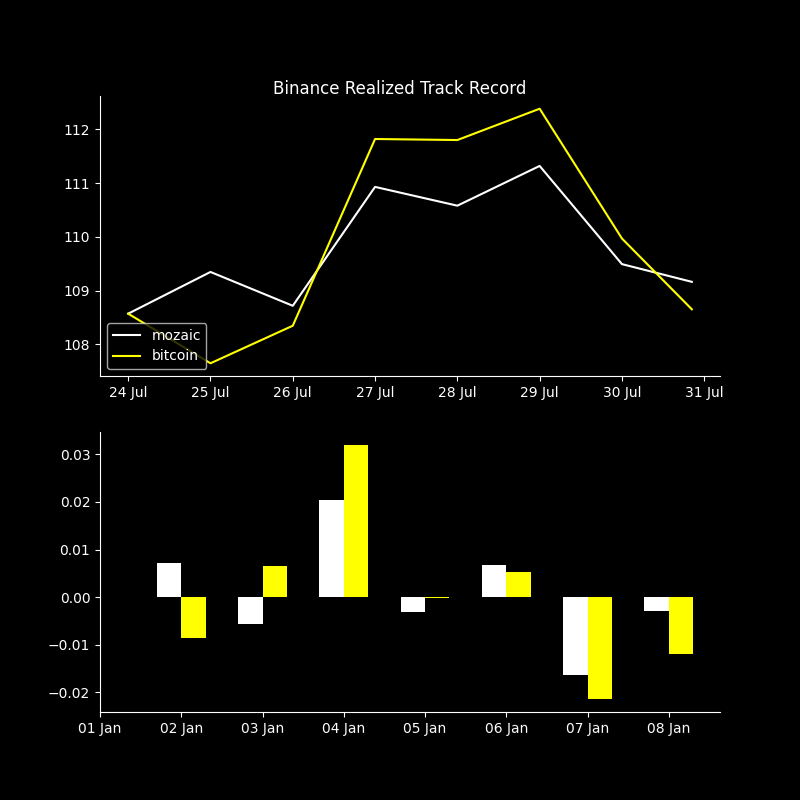 Binance Realized Track Record
112
111
110
109
108
mozaic
bitcoin
24 Jul 25 Jul 26 Jul 27 Jul 28 Jul 29 Jul 30 Jul 31 Jul
0.03
0.02
0.01
0.00
−0.01
−0.02
01 Jan 02 Jan 03 Jan 04 Jan 05 Jan 06 Jan 07 Jan 08 Jan